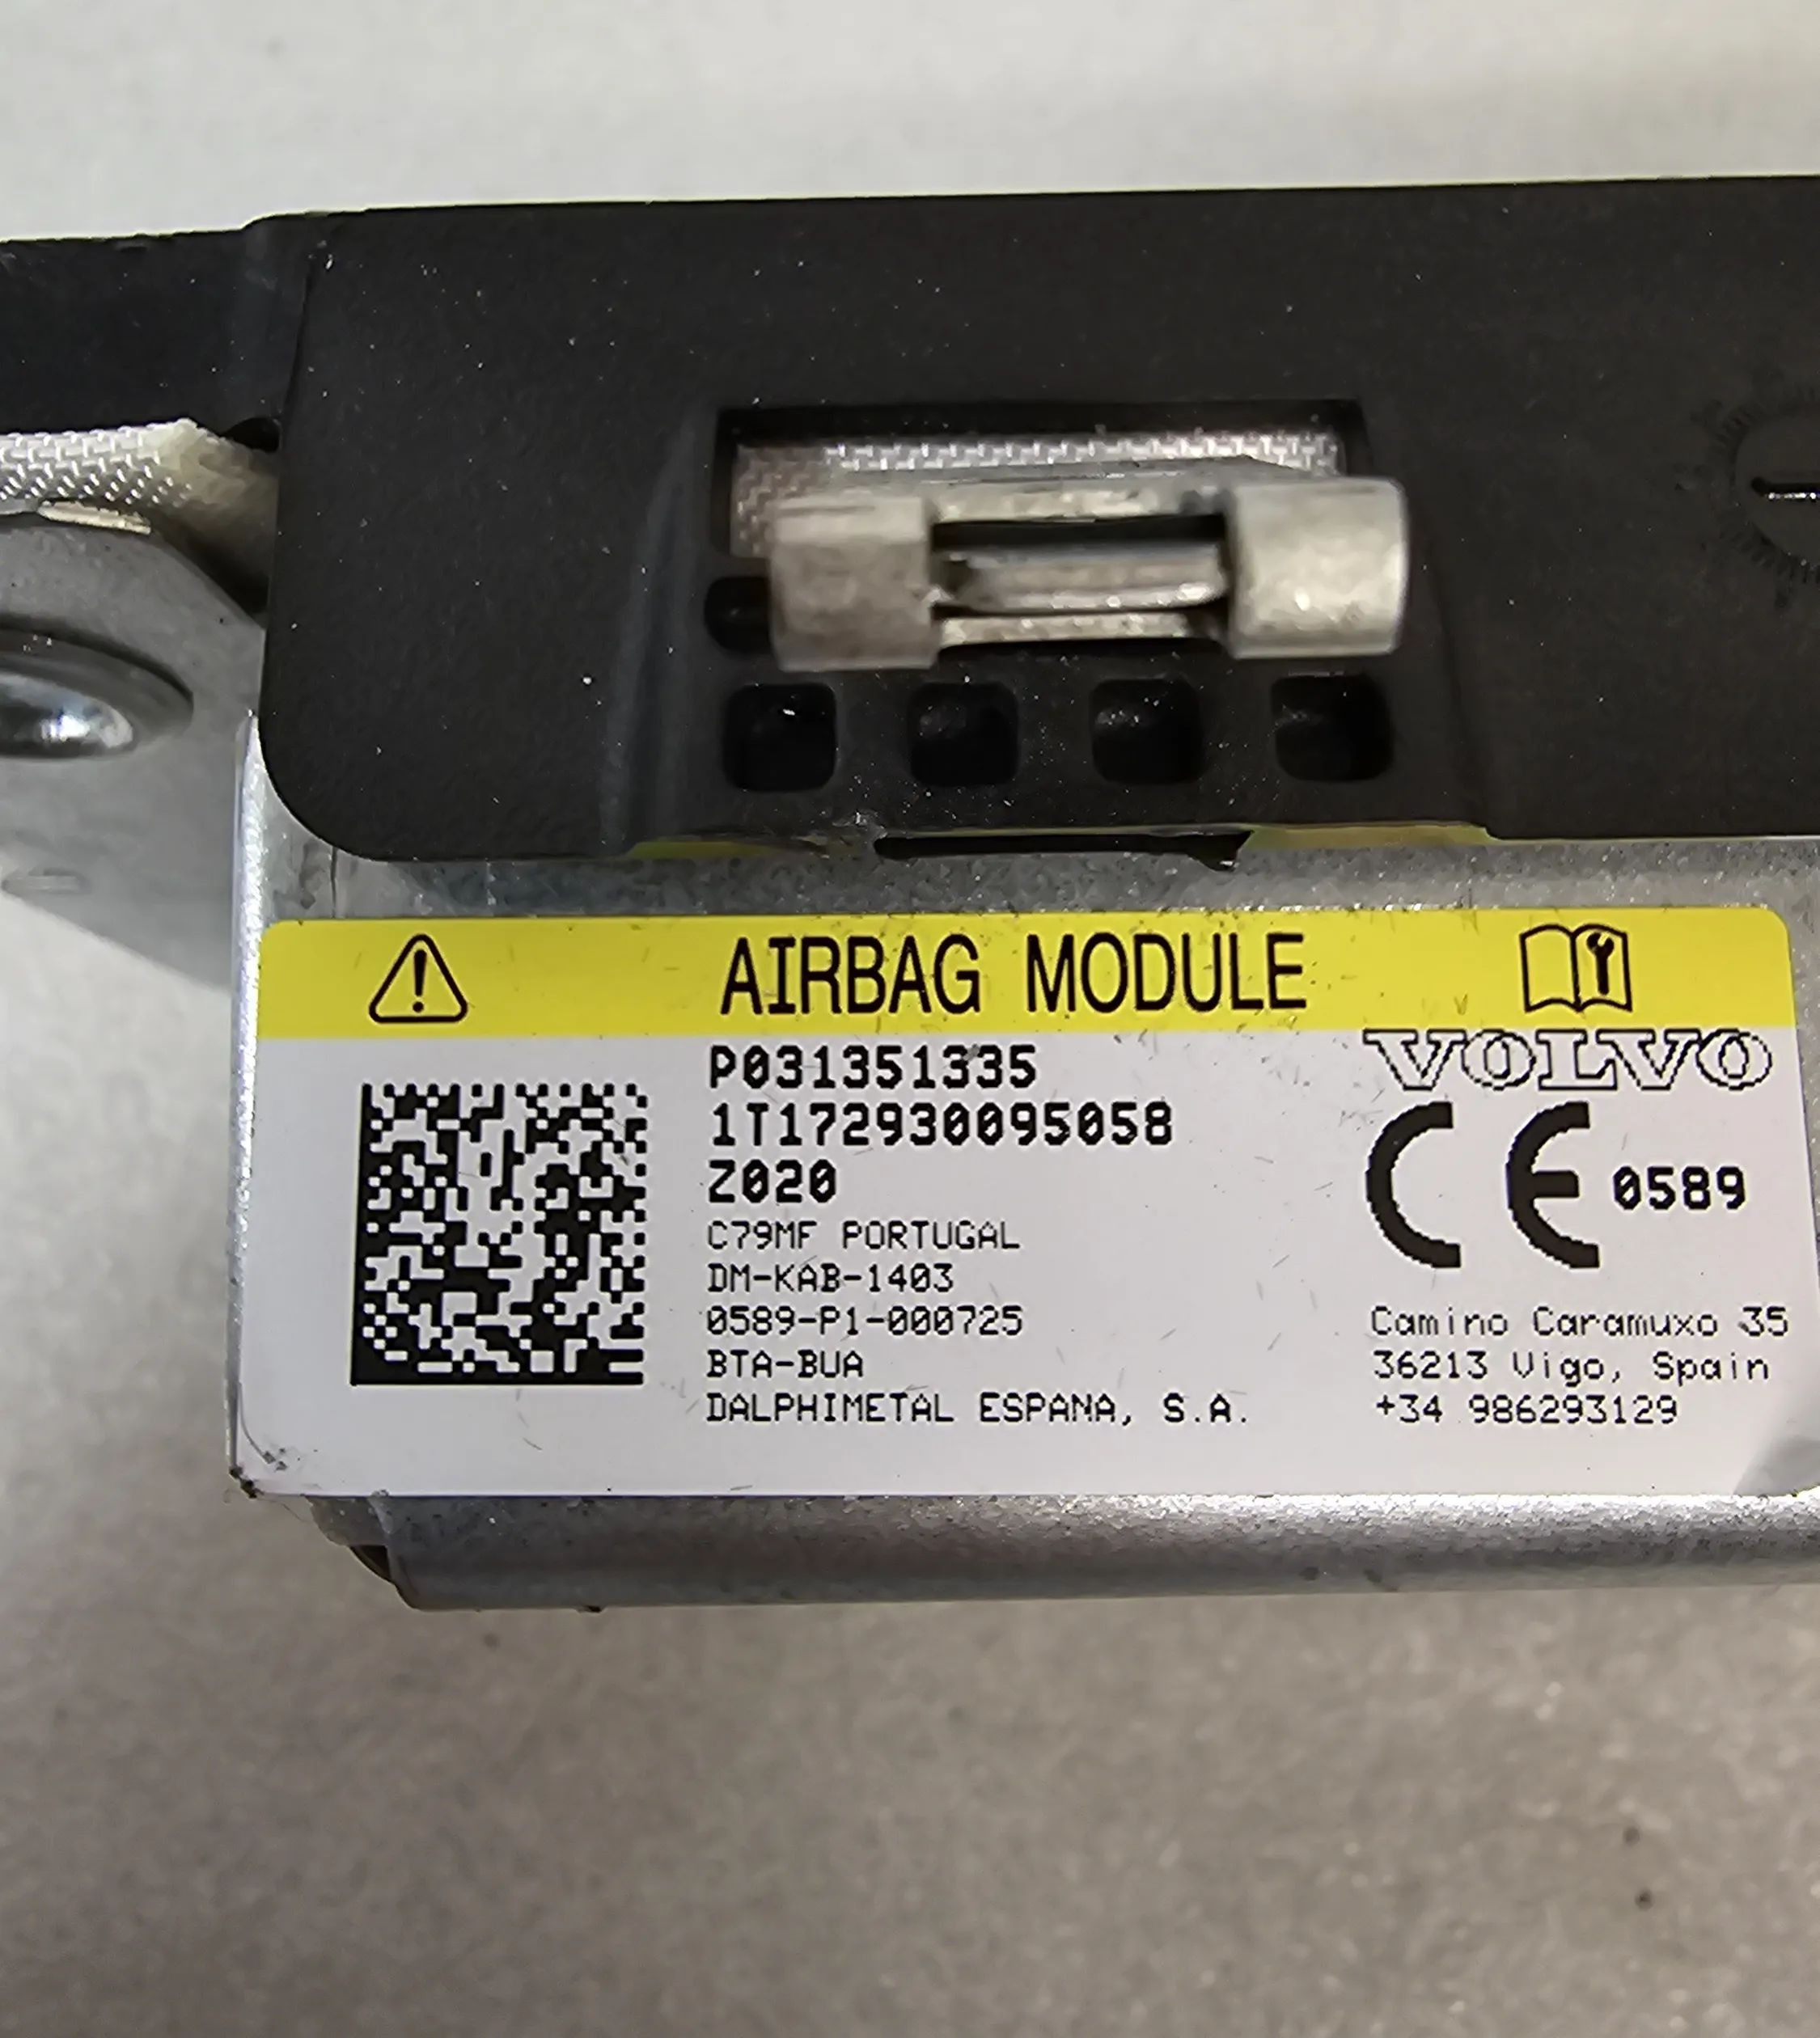 AIRBAG MODULE
P031351335
VOLVO
1T172930095058
Z020
CE 0589
C79MF PORTUGAL
DM-KAB-1403
0589-P1-000725
BTA-BUA
DALPHIMETAL ESPANA, S.A.
Camino Caramuxo 35
36213 Vigo, Spain
+34 986293129